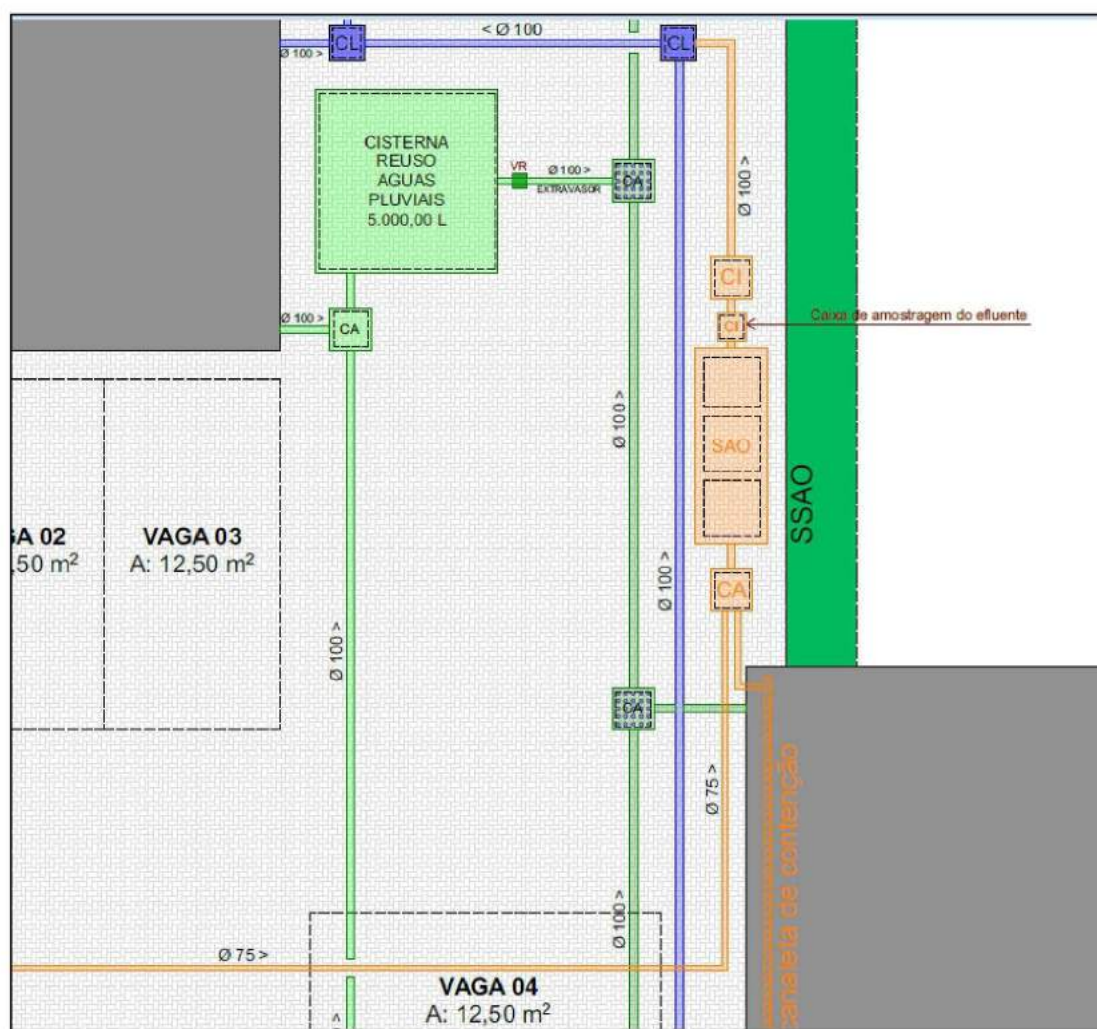 < Ø 100
CL
CL
Ø 100 >
CISTERNA
REUSO
AGUAS
PLUVIAIS
5.000,00 L
VR
Ø 100 >
EXTRAVASOR
CA
Ø 100 >
CI
Ø 100 >
CA
CI
Caixa de amostragem do efluente
Ø 100 >
SAO
SSAO
GA 02
,50 m²
VAGA 03
A: 12,50 m²
Ø 100 >
CA
Ø 100 >
CA
Ø 75 >
canaleta de contenção
Ø 100 >
Ø 75 >
VAGA 04
A: 12,50 m²